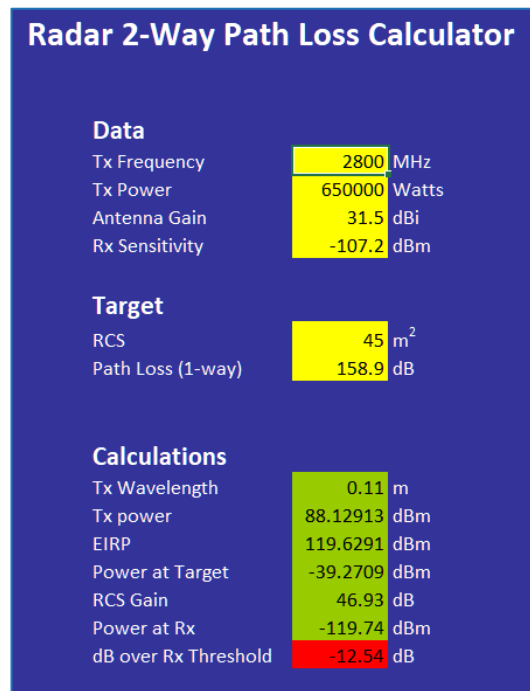 Radar 2-Way Path Loss Calculator
Data
Tx Frequency 2800 MHz
Tx Power 650000 Watts
Antenna Gain 31.5 dBi
Rx Sensitivity -107.2 dBm
Target
RCS 45 m²
Path Loss (1-way) 158.9 dB
Calculations
Tx Wavelength 0.11 m
Tx power 88.12913 dBm
EIRP 119.6291 dBm
Power at Target -39.2709 dBm
RCS Gain 46.93 dB
Power at Rx -119.74 dBm
dB over Rx Threshold -12.54 dB